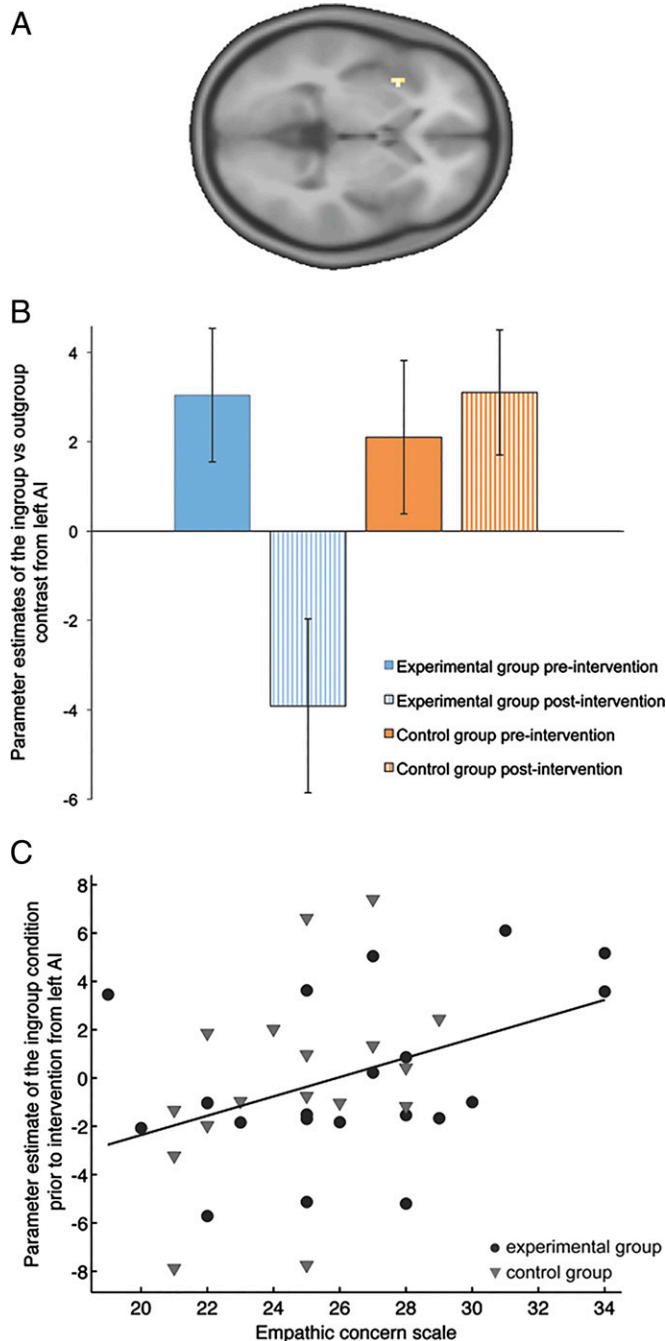 A
B
Parameter estimates of the ingroup vs outgroup
contrast from left AI
4
2
0
-2
-4
-6
Experimental group pre-intervention
Experimental group post-intervention
Control group pre-intervention
Control group post-intervention
C
Parameter estimate of the ingroup condition
prior to intervention from left AI
8
6
4
2
0
-2
-4
-6
-8
experimental group
control group
20 22 24 26 28 30 32 34
Empathic concern scale